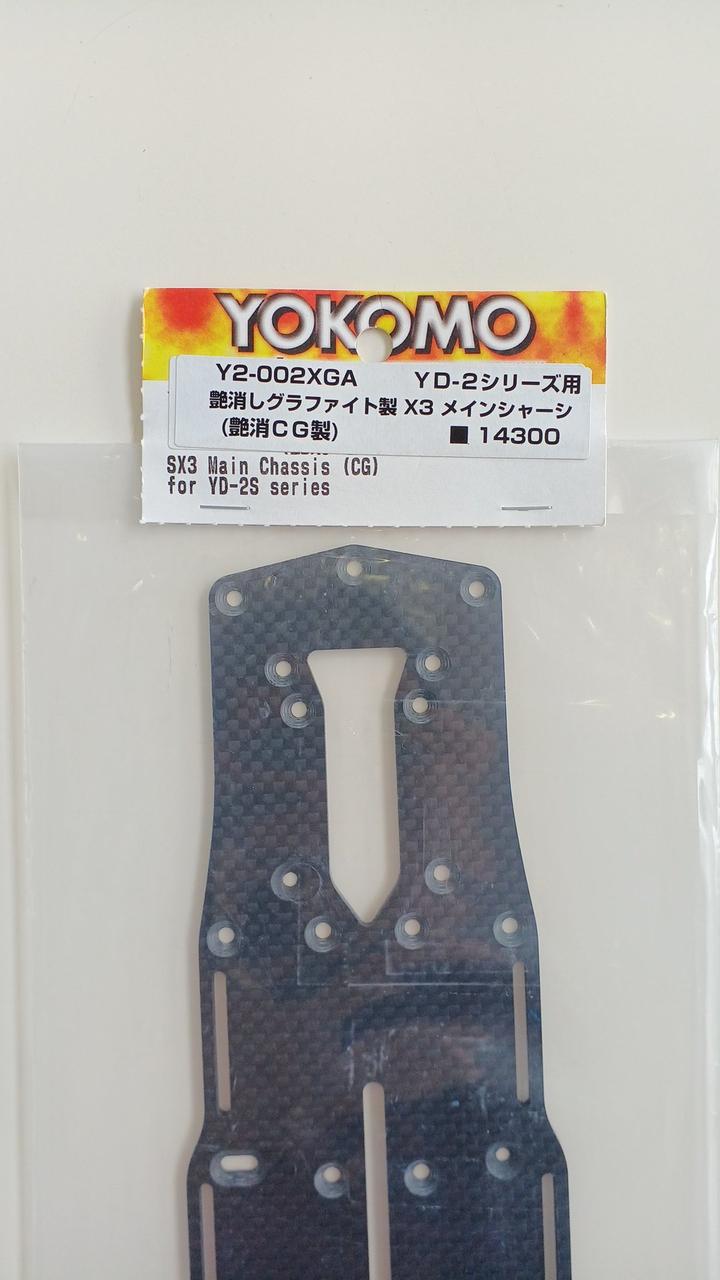 YOKOMO
Y2-002XGA YD-2シリーズ用
艶消しグラファイト製 X3 メインシャーシ
(艶消CG製) ■ 14300
SX3 Main Chassis (CG)
for YD-2S series